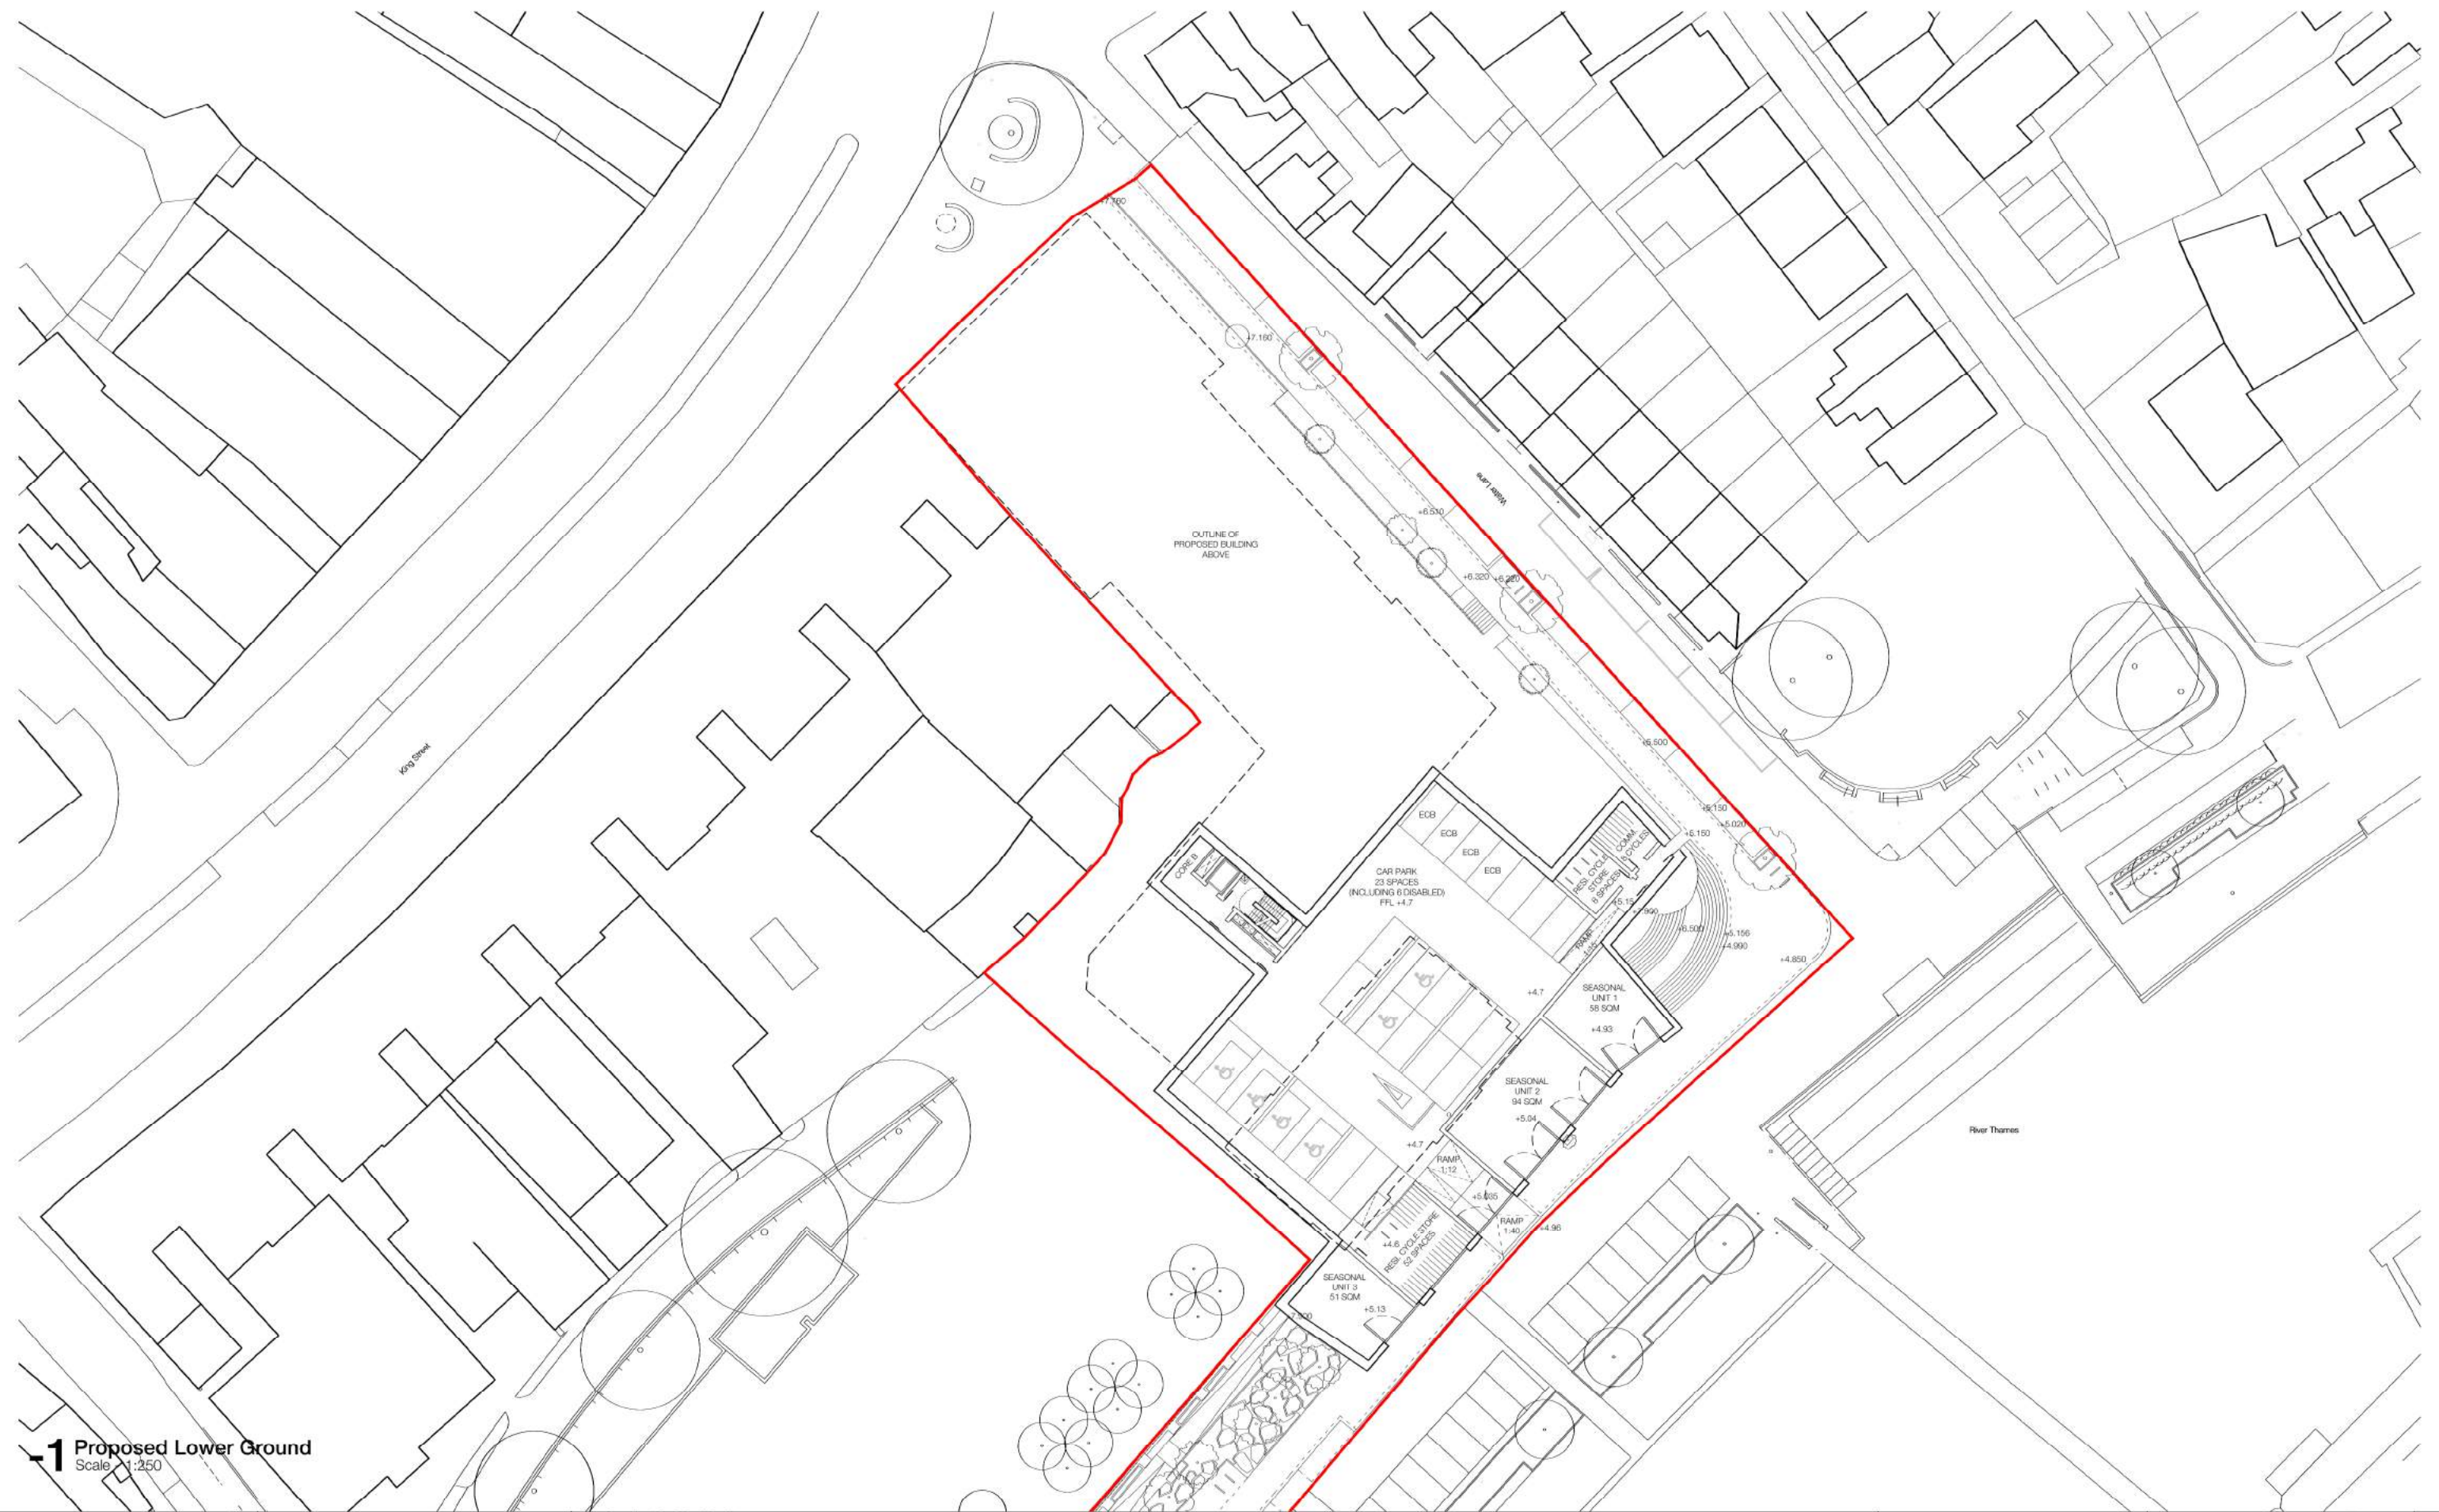 +7.760
+7.160
Water Lane
+6.510
OUTLINE OF
PROPOSED BUILDING
ABOVE
+6.320
+6.220
+5.500
King Street
+5.150
+5.020
+5.150
ECB
ECB
ECB
ECB
CORE B
CAR PARK
23 SPACES
(INCLUDING 6 DISABLED)
FFL +4.7
RESI. CYCLE
STORE
8 SPACES
COMM.
CYCLES
+6.500
+5.156
+4.990
+4.850
RAMP
+4.7
SEASONAL
UNIT 1
58 SQM
+4.93
SEASONAL
UNIT 2
94 SQM
+5.04
River Thames
+4.7
RAMP
1:12
+5.035
RAMP
1:40
+4.96
+4.6
RESI. CYCLE STORE
52 SPACES
SEASONAL
UNIT 3
51 SQM
+5.13
-1 Proposed Lower Ground
Scale - 1:250